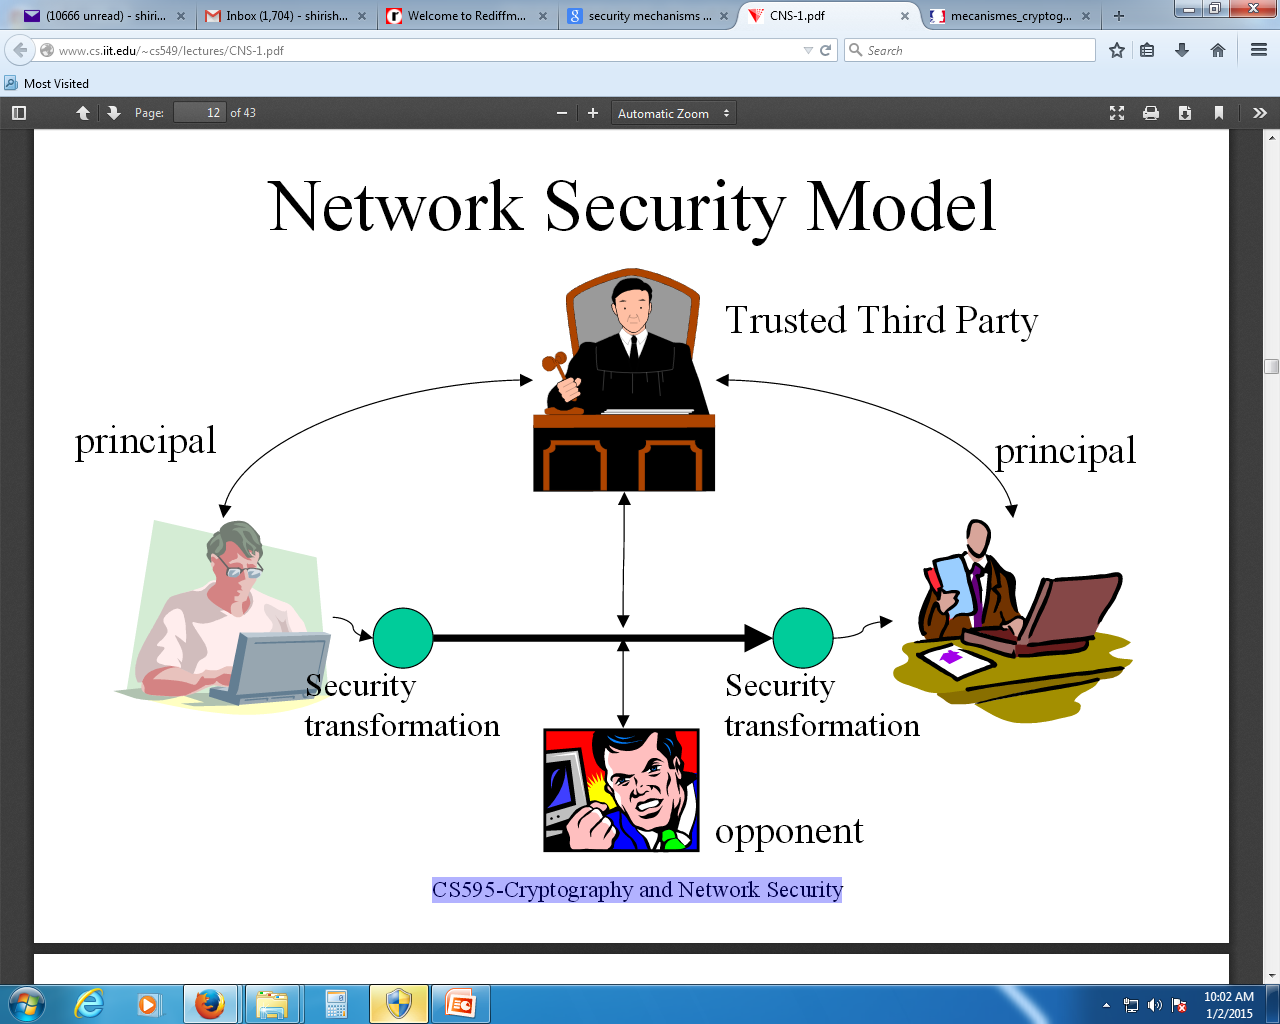 (10666 unread) - shiri...
Inbox (1,704) - shirish...
Welcome to Rediffm...
security mechanisms ...
CNS-1.pdf
mecanismes_cryptog...
www.cs.iit.edu/~cs549/lectures/CNS-1.pdf
Search
Most Visited
Page: 12 of 43
Automatic Zoom
Network Security Model
Trusted Third Party
principal
principal
Security
transformation
Security
transformation
opponent
CS595-Cryptography and Network Security
10:02 AM
1/2/2015